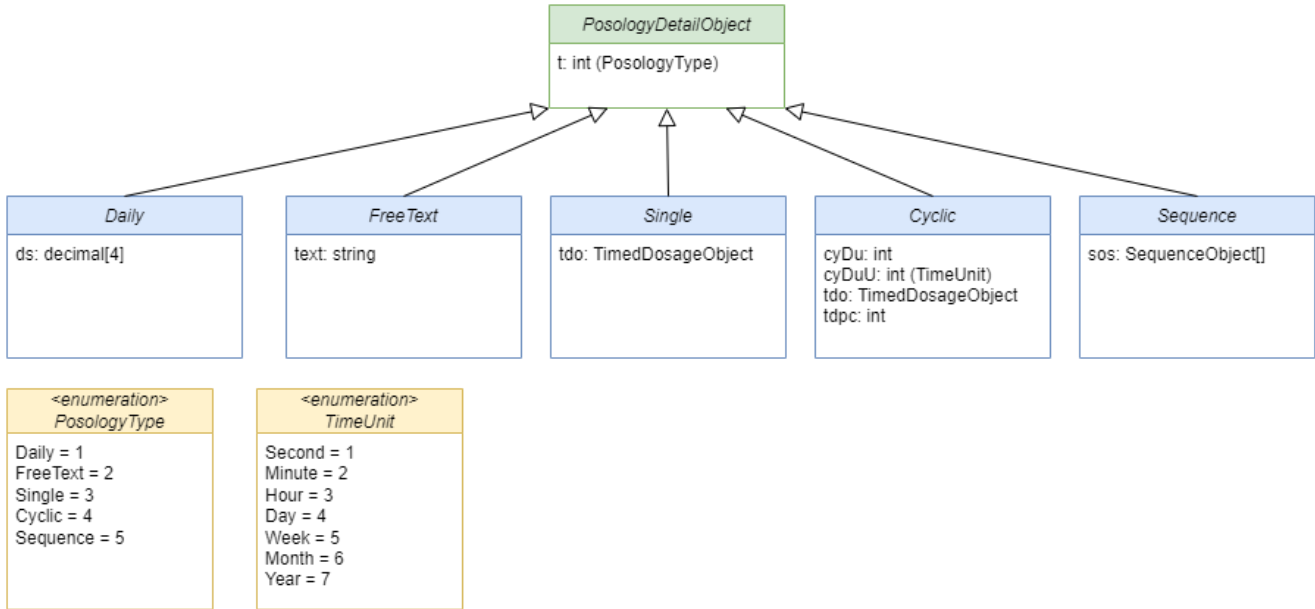 PosologyDetailObject
t: int (PosologyType)
Daily
ds: decimal[4]
FreeText
text: string
Single
tdo: TimedDosageObject
Cyclic
cyDu: int
cyDuU: int (TimeUnit)
tdo: TimedDosageObject
tdpc: int
Sequence
sos: SequenceObject[]
<enumeration>
PosologyType
Daily = 1
FreeText = 2
Single = 3
Cyclic = 4
Sequence = 5
<enumeration>
TimeUnit
Second = 1
Minute = 2
Hour = 3
Day = 4
Week = 5
Month = 6
Year = 7